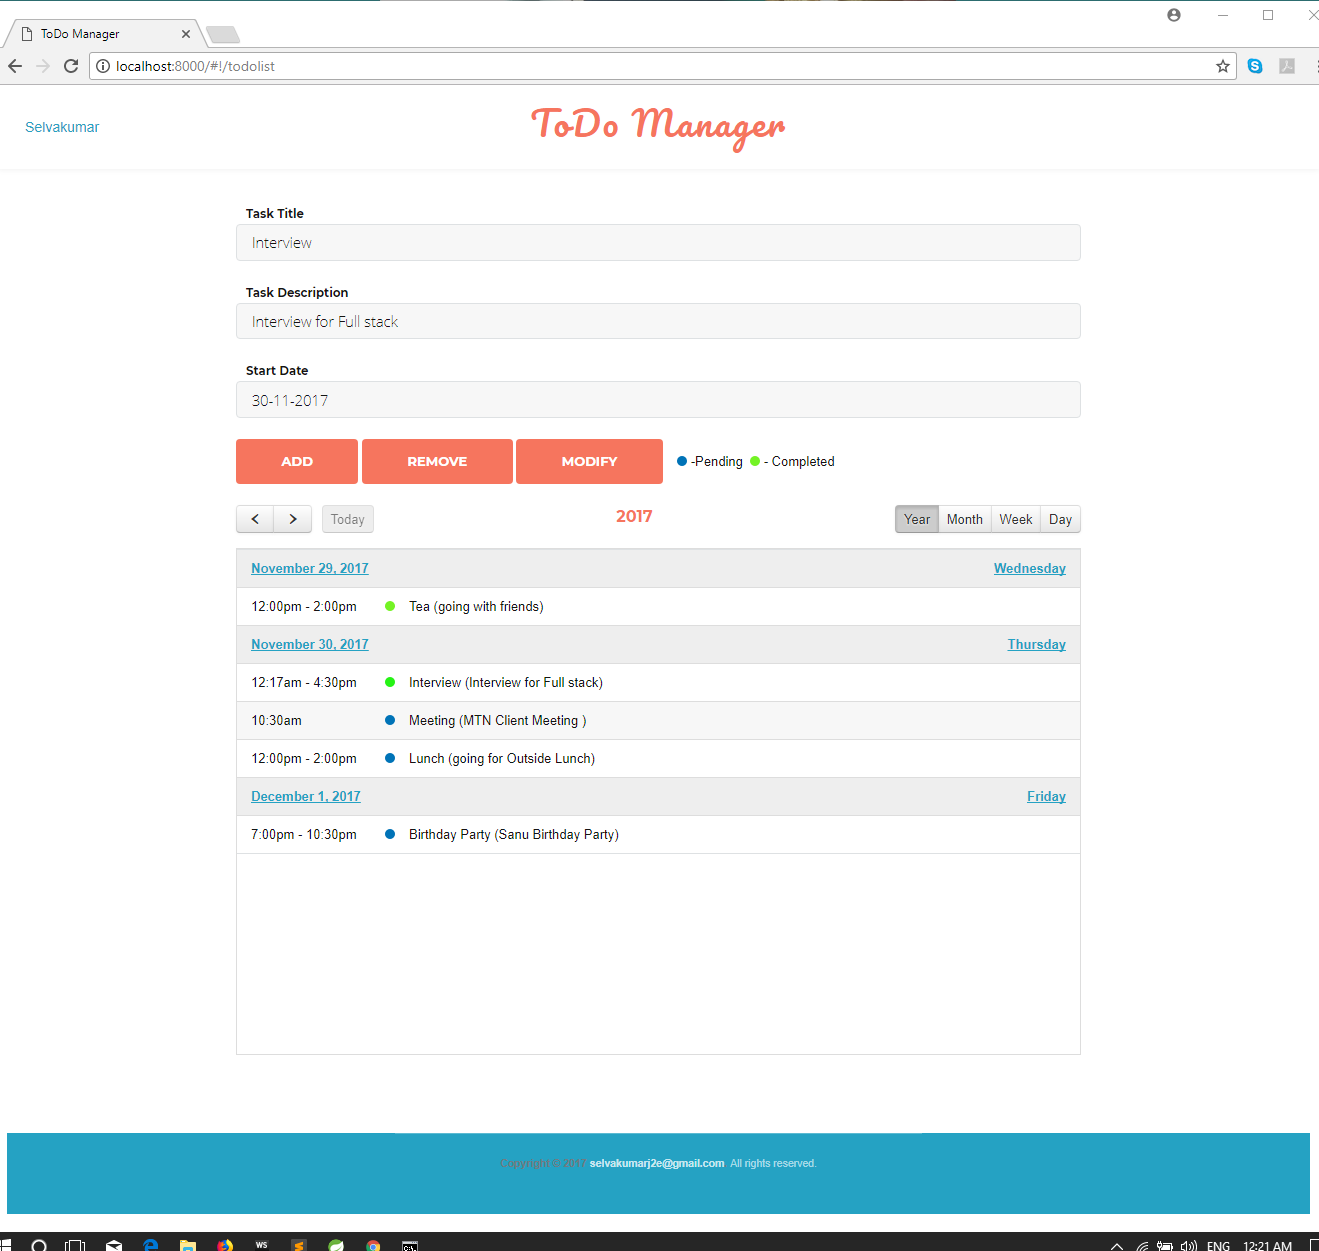 ToDo Manager
localhost:8000/#!/todolist
Selvakumar
ToDo Manager
Task Title
Interview
Task Description
Interview for Full stack
Start Date
30-11-2017
ADD REMOVE MODIFY -Pending - Completed
Today 2017 Year Month Week Day
November 29, 2017 Wednesday
12:00pm - 2:00pm Tea (going with friends)
November 30, 2017 Thursday
12:17am - 4:30pm Interview (Interview for Full stack)
10:30am Meeting (MTN Client Meeting )
12:00pm - 2:00pm Lunch (going for Outside Lunch)
December 1, 2017 Friday
7:00pm - 10:30pm Birthday Party (Sanu Birthday Party)
Copyright © 2017 selvakumarj2e@gmail.com All rights reserved.
WS ENG 12:21 AM